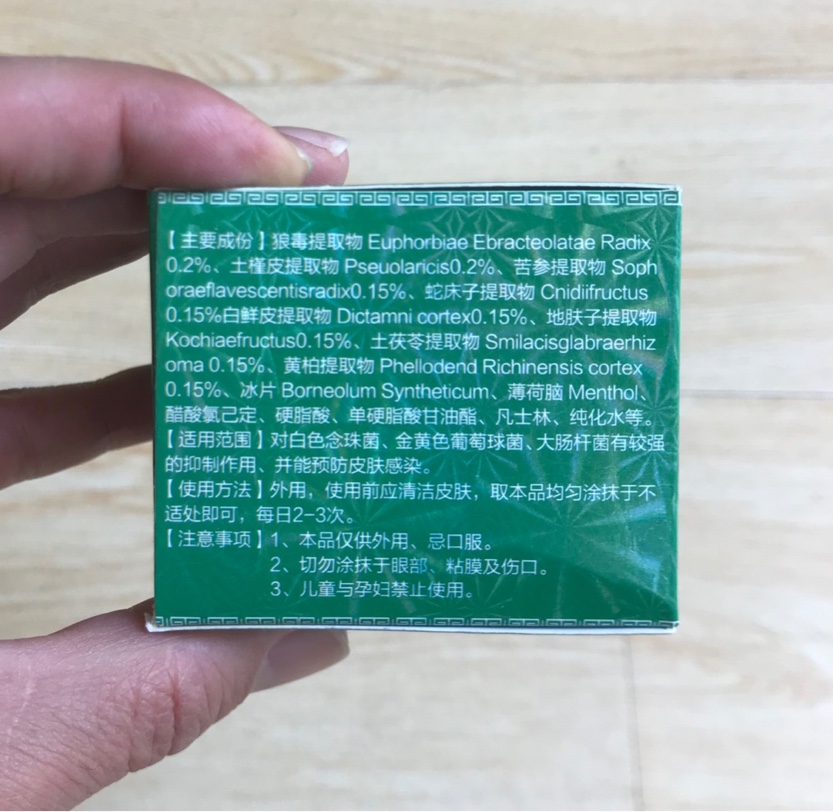 【主要成份】狼毒提取物 Euphorbiae Ebracteolatae Radix
0.2%、土槿皮提取物 Pseuolaricis0.2%、苦参提取物 Soph
oraeflavescentisradix0.15%、蛇床子提取物 Cnidiifructus
0.15%白鲜皮提取物 Dictamni cortex0.15%、地肤子提取物
Kochiaefructus0.15%、土茯苓提取物 Smilacisglabraerhiz
oma 0.15%、黄柏提取物 Phellodend Richinensis cortex
0.15%、冰片 Borneolum Syntheticum、薄荷脑 Menthol、
醋酸氯己定、硬脂酸、单硬脂酸甘油酯、凡士林、纯化水等。
【适用范围】对白色念珠菌、金黄色葡萄球菌、大肠杆菌有较强
的抑制作用、并能预防皮肤感染。
【使用方法】外用，使用前应清洁皮肤，取本品均匀涂抹于不
适处即可，每日2-3次。
【注意事项】1、本品仅供外用、忌口服。
2、切勿涂抹于眼部、粘膜及伤口。
3、儿童与孕妇禁止使用。